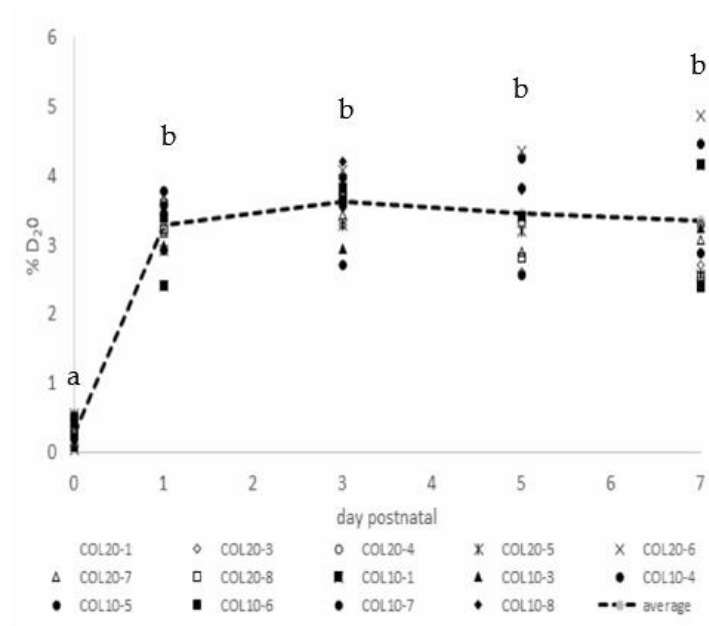 6
b
b
b
b
5
4
3
2
1
a
0
% D₂0
0 1 2 3 4 5 6 7
day postnatal
COL20-1 COL20-3 COL20-4 COL20-5 COL20-6
COL20-7 COL20-8 COL10-1 COL10-3 COL10-4
COL10-5 COL10-6 COL10-7 COL10-8 average